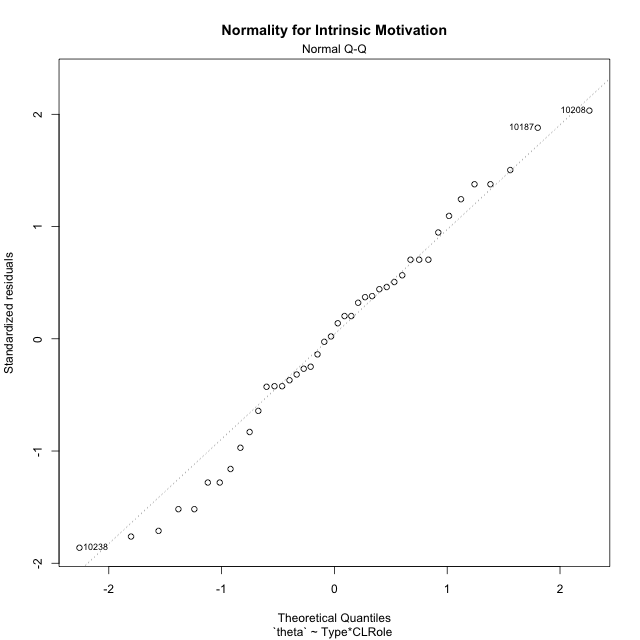 Normality for Intrinsic Motivation
Normal Q-Q
2
1
0
-1
-2
Standardized residuals
10187
10208
10238
-2
-1
0
1
2
Theoretical Quantiles
`theta` ~ Type*CLRole